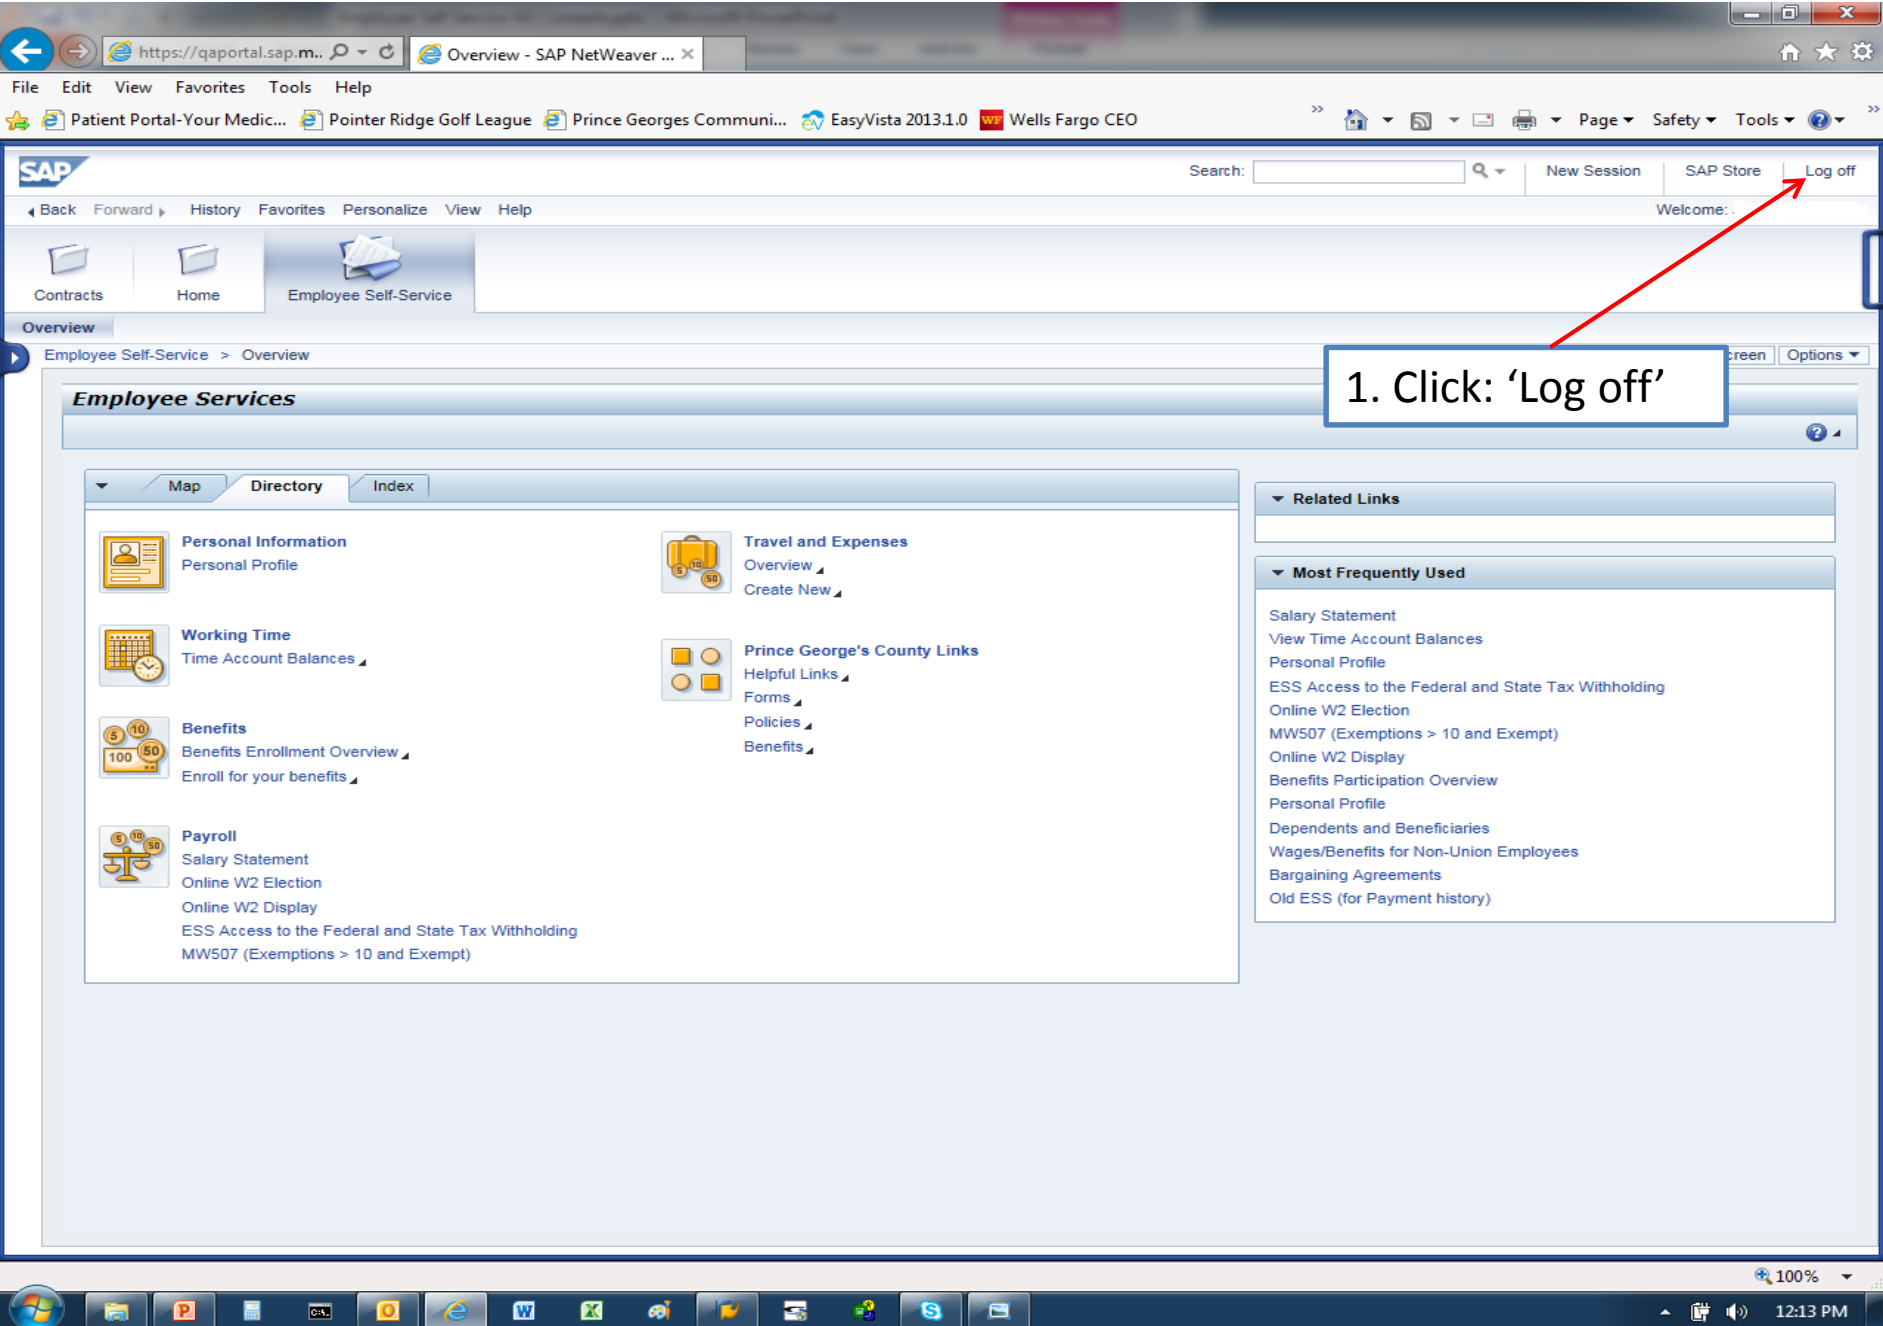 https://qaportal.sap.m..
Overview - SAP NetWeaver ...
File Edit View Favorites Tools Help
Patient Portal-Your Medic... Pointer Ridge Golf League Prince Georges Communi... EasyVista 2013.1.0 WF Wells Fargo CEO
Page Safety Tools
SAP
Search: New Session SAP Store Log off
Back Forward History Favorites Personalize View Help
Welcome:
Contracts Home Employee Self-Service
Overview
Employee Self-Service > Overview
creen Options
1. Click: ‘Log off’
Employee Services
Map Directory Index
Personal Information
Personal Profile
Working Time
Time Account Balances
Benefits
Benefits Enrollment Overview
Enroll for your benefits
Payroll
Salary Statement
Online W2 Election
Online W2 Display
ESS Access to the Federal and State Tax Withholding
MW507 (Exemptions > 10 and Exempt)
Travel and Expenses
Overview
Create New
Prince George's County Links
Helpful Links
Forms
Policies
Benefits
Related Links
Most Frequently Used
Salary Statement
View Time Account Balances
Personal Profile
ESS Access to the Federal and State Tax Withholding
Online W2 Election
MW507 (Exemptions > 10 and Exempt)
Online W2 Display
Benefits Participation Overview
Personal Profile
Dependents and Beneficiaries
Wages/Benefits for Non-Union Employees
Bargaining Agreements
Old ESS (for Payment history)
100%
12:13 PM